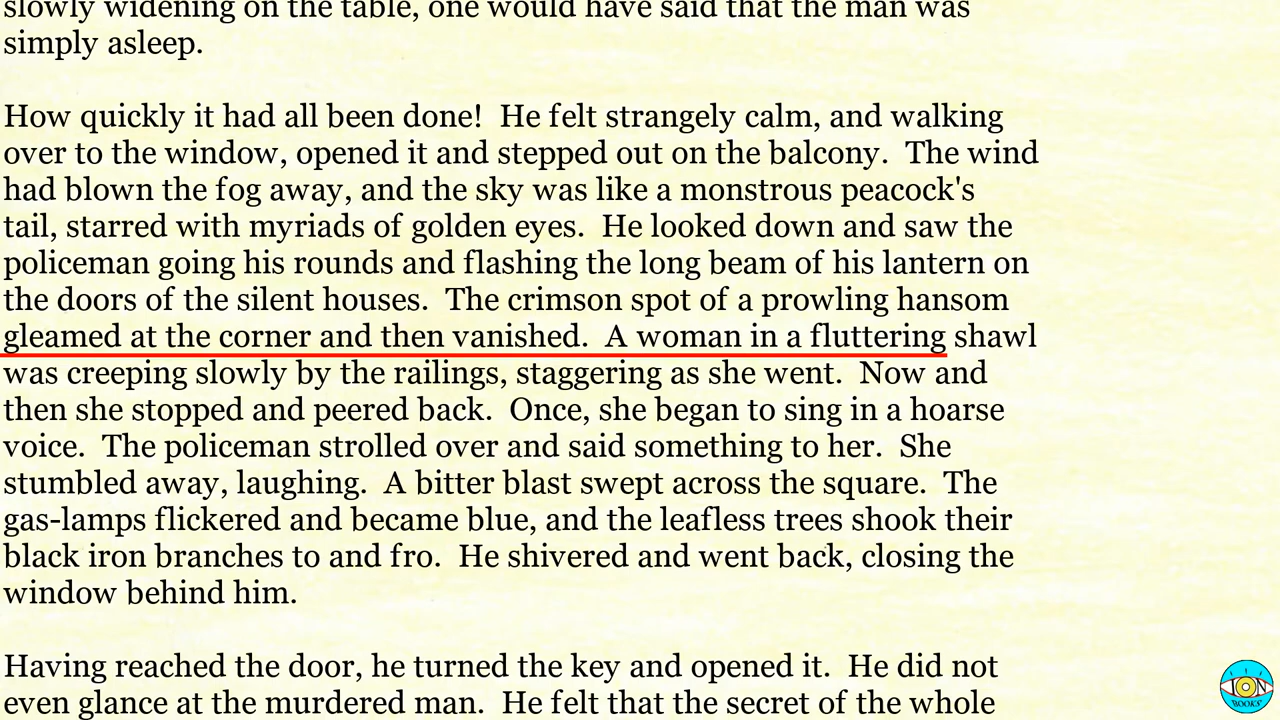 slowly widening on the table, one would have said that the man was
simply asleep.
How quickly it had all been done!  He felt strangely calm, and walking
over to the window, opened it and stepped out on the balcony.  The wind
had blown the fog away, and the sky was like a monstrous peacock's
tail, starred with myriads of golden eyes.  He looked down and saw the
policeman going his rounds and flashing the long beam of his lantern on
the doors of the silent houses.  The crimson spot of a prowling hansom
gleamed at the corner and then vanished.  A woman in a fluttering shawl
was creeping slowly by the railings, staggering as she went.  Now and
then she stopped and peered back.  Once, she began to sing in a hoarse
voice.  The policeman strolled over and said something to her.  She
stumbled away, laughing.  A bitter blast swept across the square.  The
gas-lamps flickered and became blue, and the leafless trees shook their
black iron branches to and fro.  He shivered and went back, closing the
window behind him.
Having reached the door, he turned the key and opened it.  He did not
even glance at the murdered man.  He felt that the secret of the whole
ION
BOOKS